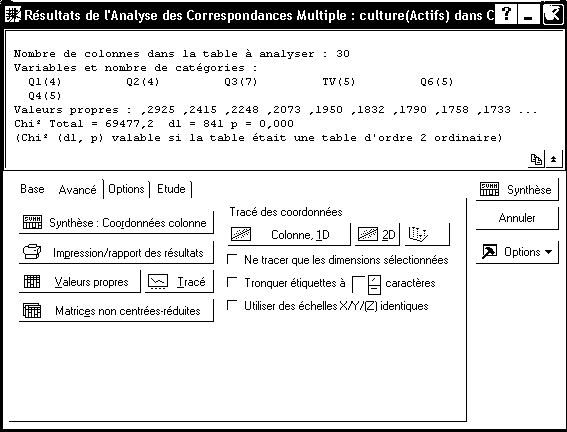 Résultats de l'Analyse des Correspondances Multiple : culture(Actifs) dans C
Nombre de colonnes dans la table à analyser : 30
Variables et nombre de catégories :
Q1(4) Q2(4) Q3(7) TV(5) Q6(5)
Q4(5)
Valeurs propres : ,2925 ,2415 ,2248 ,2073 ,1950 ,1832 ,1790 ,1758 ,1733 ...
Chi² Total = 69477,2 dl = 841 p = 0,000
(Chi² (dl, p) valable si la table était une table d'ordre 2 ordinaire)
Base Avancé Options Etude
Synthèse : Coordonnées colonne
Impression/rapport des résultats
Valeurs propres Tracé
Matrices non centrées-réduites
Tracé des coordonnées
Colonne, 1D 2D
Ne tracer que les dimensions sélectionnées
Tronquer étiquettes à caractères
Utiliser des échelles X/Y/(Z) identiques
Synthèse
Annuler
Options